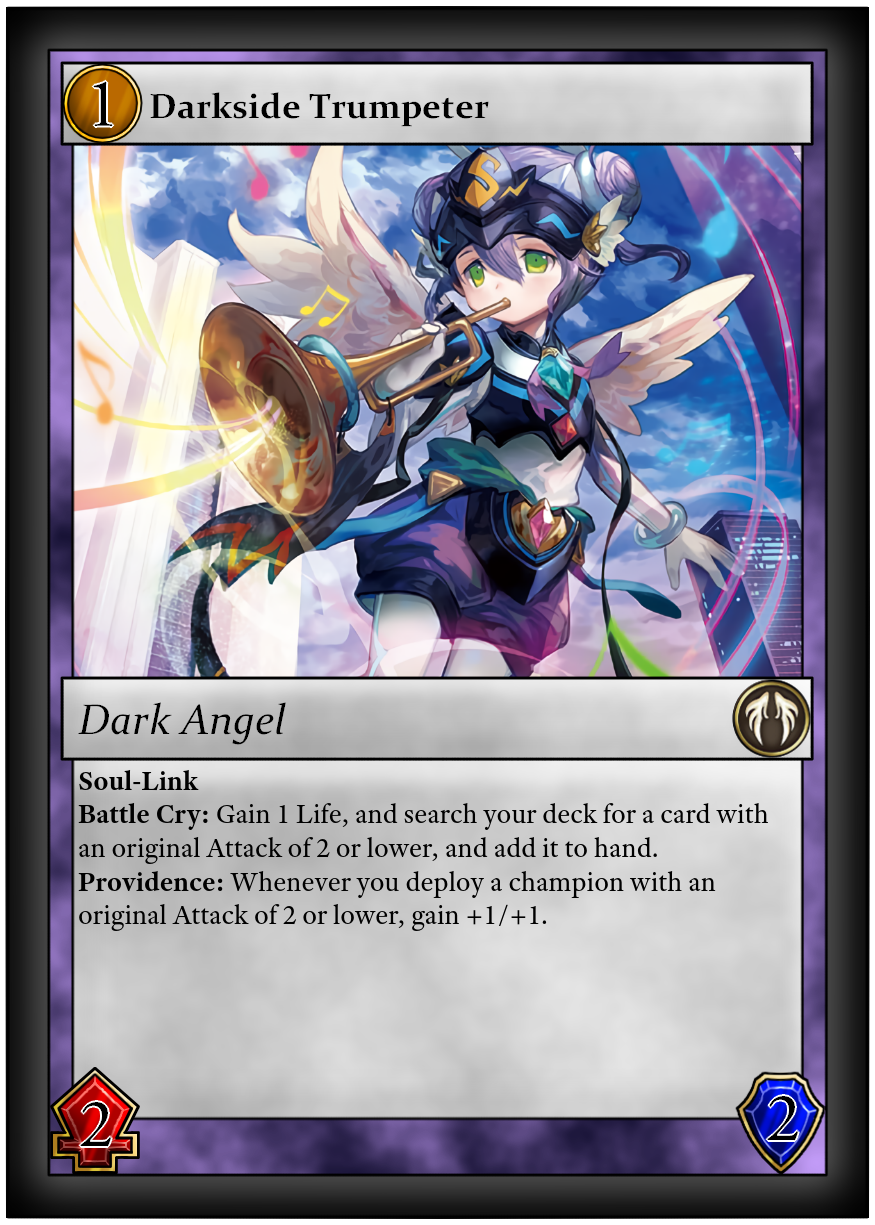 1
Darkside Trumpeter
S
Dark Angel
Soul-Link
Battle Cry: Gain 1 Life, and search your deck for a card with
an original Attack of 2 or lower, and add it to hand.
Providence: Whenever you deploy a champion with an
original Attack of 2 or lower, gain +1/+1.
2
2